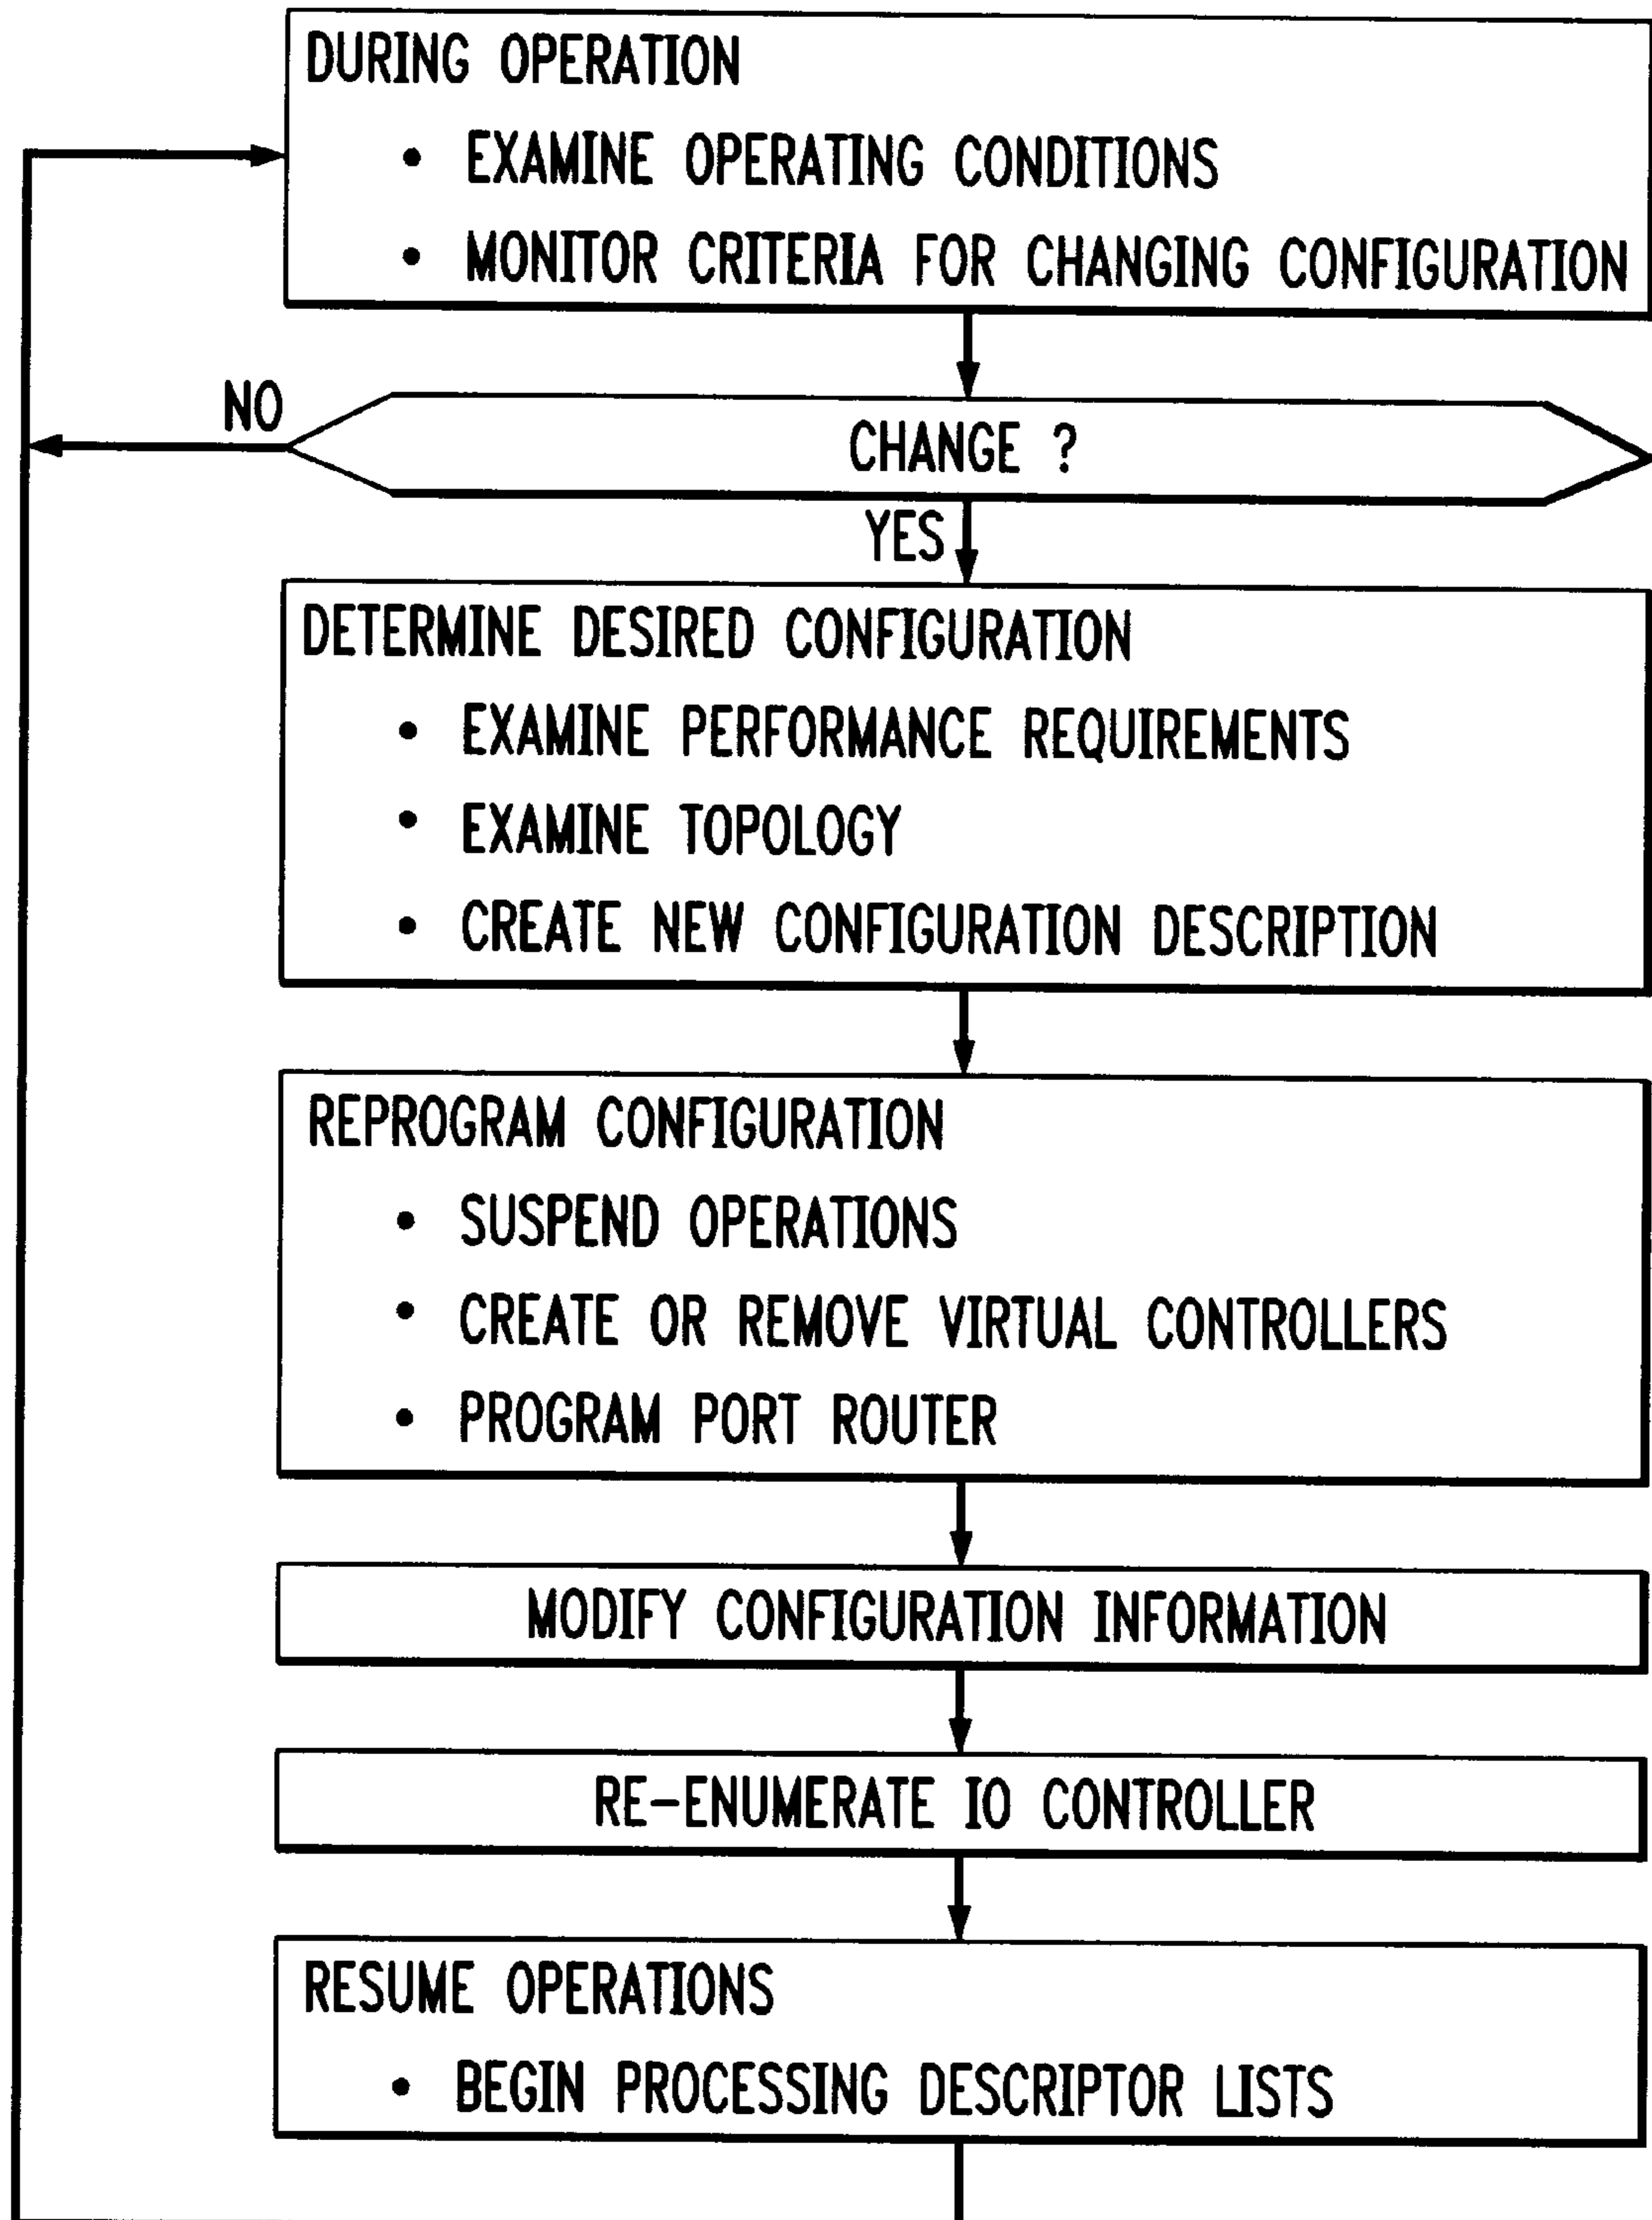 DURING OPERATION
• EXAMINE OPERATING CONDITIONS
• MONITOR CRITERIA FOR CHANGING CONFIGURATION
NO
CHANGE ?
YES
DETERMINE DESIRED CONFIGURATION
• EXAMINE PERFORMANCE REQUIREMENTS
• EXAMINE TOPOLOGY
• CREATE NEW CONFIGURATION DESCRIPTION
REPROGRAM CONFIGURATION
• SUSPEND OPERATIONS
• CREATE OR REMOVE VIRTUAL CONTROLLERS
• PROGRAM PORT ROUTER
MODIFY CONFIGURATION INFORMATION
RE-ENUMERATE IO CONTROLLER
RESUME OPERATIONS
• BEGIN PROCESSING DESCRIPTOR LISTS